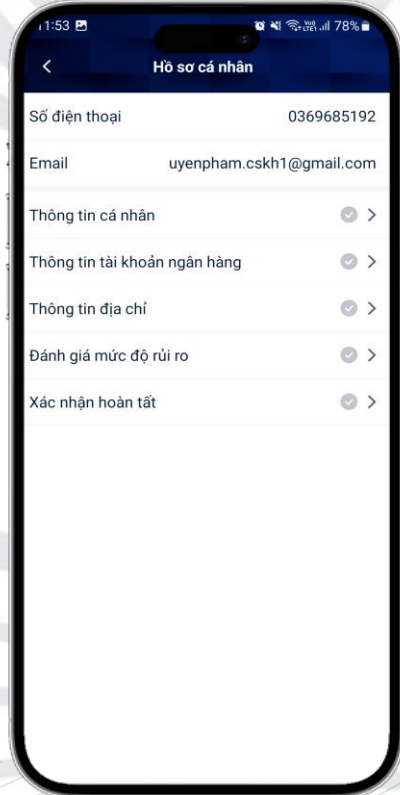 11:53 78%
Hồ sơ cá nhân
Số điện thoại 0369685192
Email uyenpham.cskh1@gmail.com
Thông tin cá nhân
Thông tin tài khoản ngân hàng
Thông tin địa chỉ
Đánh giá mức độ rủi ro
Xác nhận hoàn tất